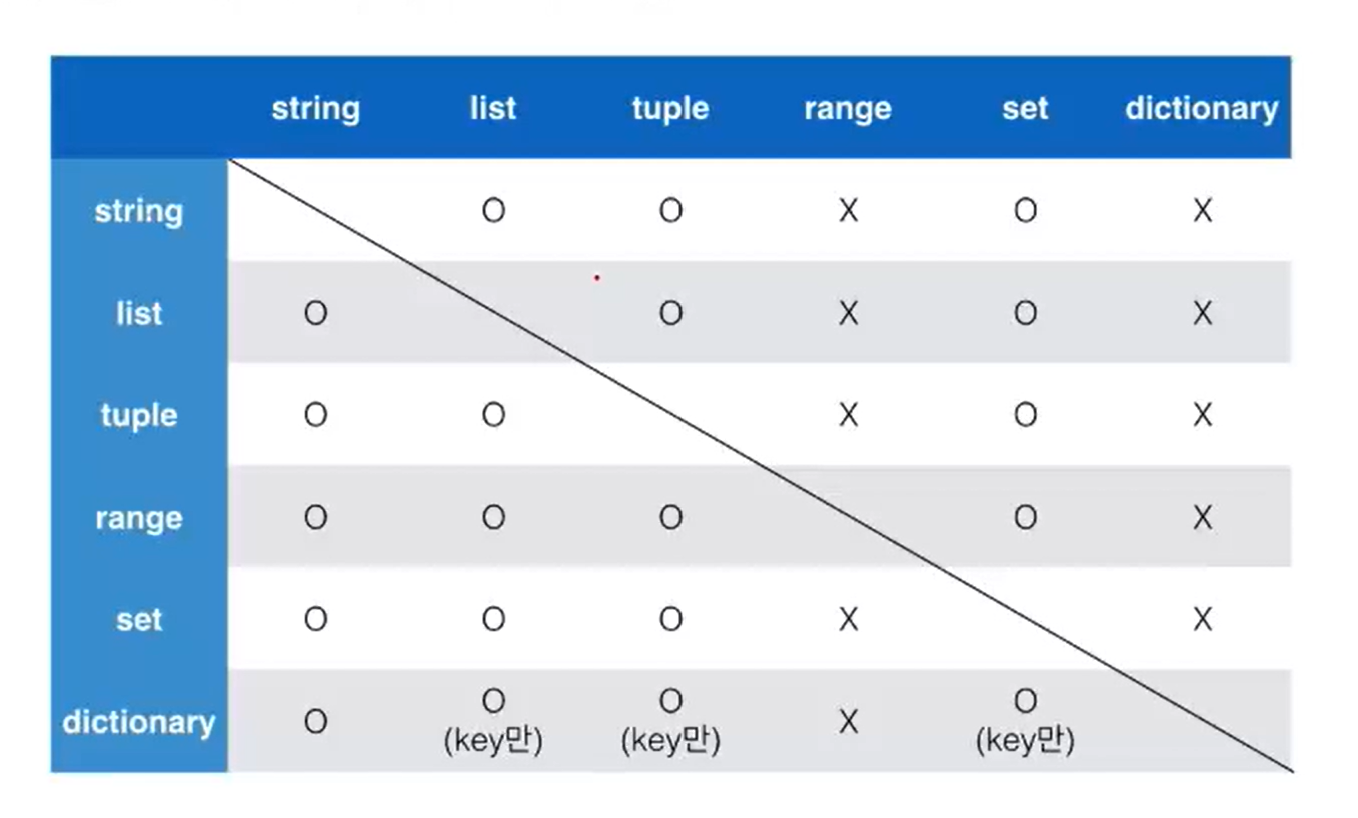 string list tuple range set dictionary
string O O X O X
list O O X O X
tuple O O X O X
range O O O O X
set O O O X X
dictionary O O (key만) O (key만) X O (key만)